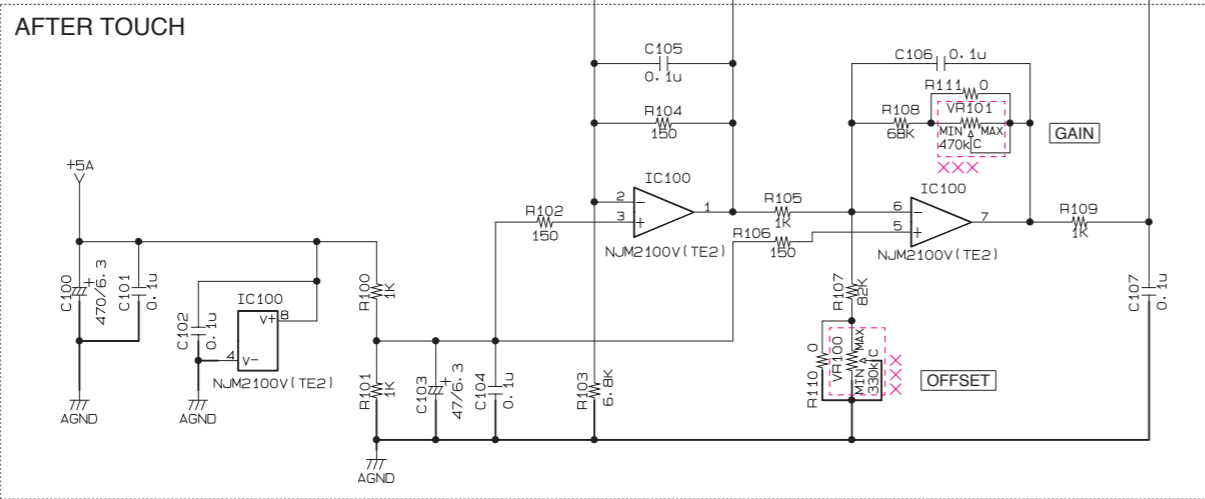 AFTER TOUCH
C105
0.1u
R104
150
C106 0.1u
R111 0
VR101
R108
68K
MIN MAX
470k C
GAIN
XXX
+5A
IC100
2
3
1
R102
150
NJM2100V(TE2)
R105
1K
R106
150
IC100
6
5
7
NJM2100V(TE2)
R109
1K
C107
0.1u
C100
470/6.3
+
C101
0.1u
C102
0.1u
IC100
V+ 8
4 V-
NJM2100V(TE2)
R100
1K
R101
1K
C103
47/6.3
+
C104
0.1u
R103
6.8K
R107
82K
R110 0
VR100
MIN MAX
330k C
XXX
OFFSET
AGND
AGND
AGND